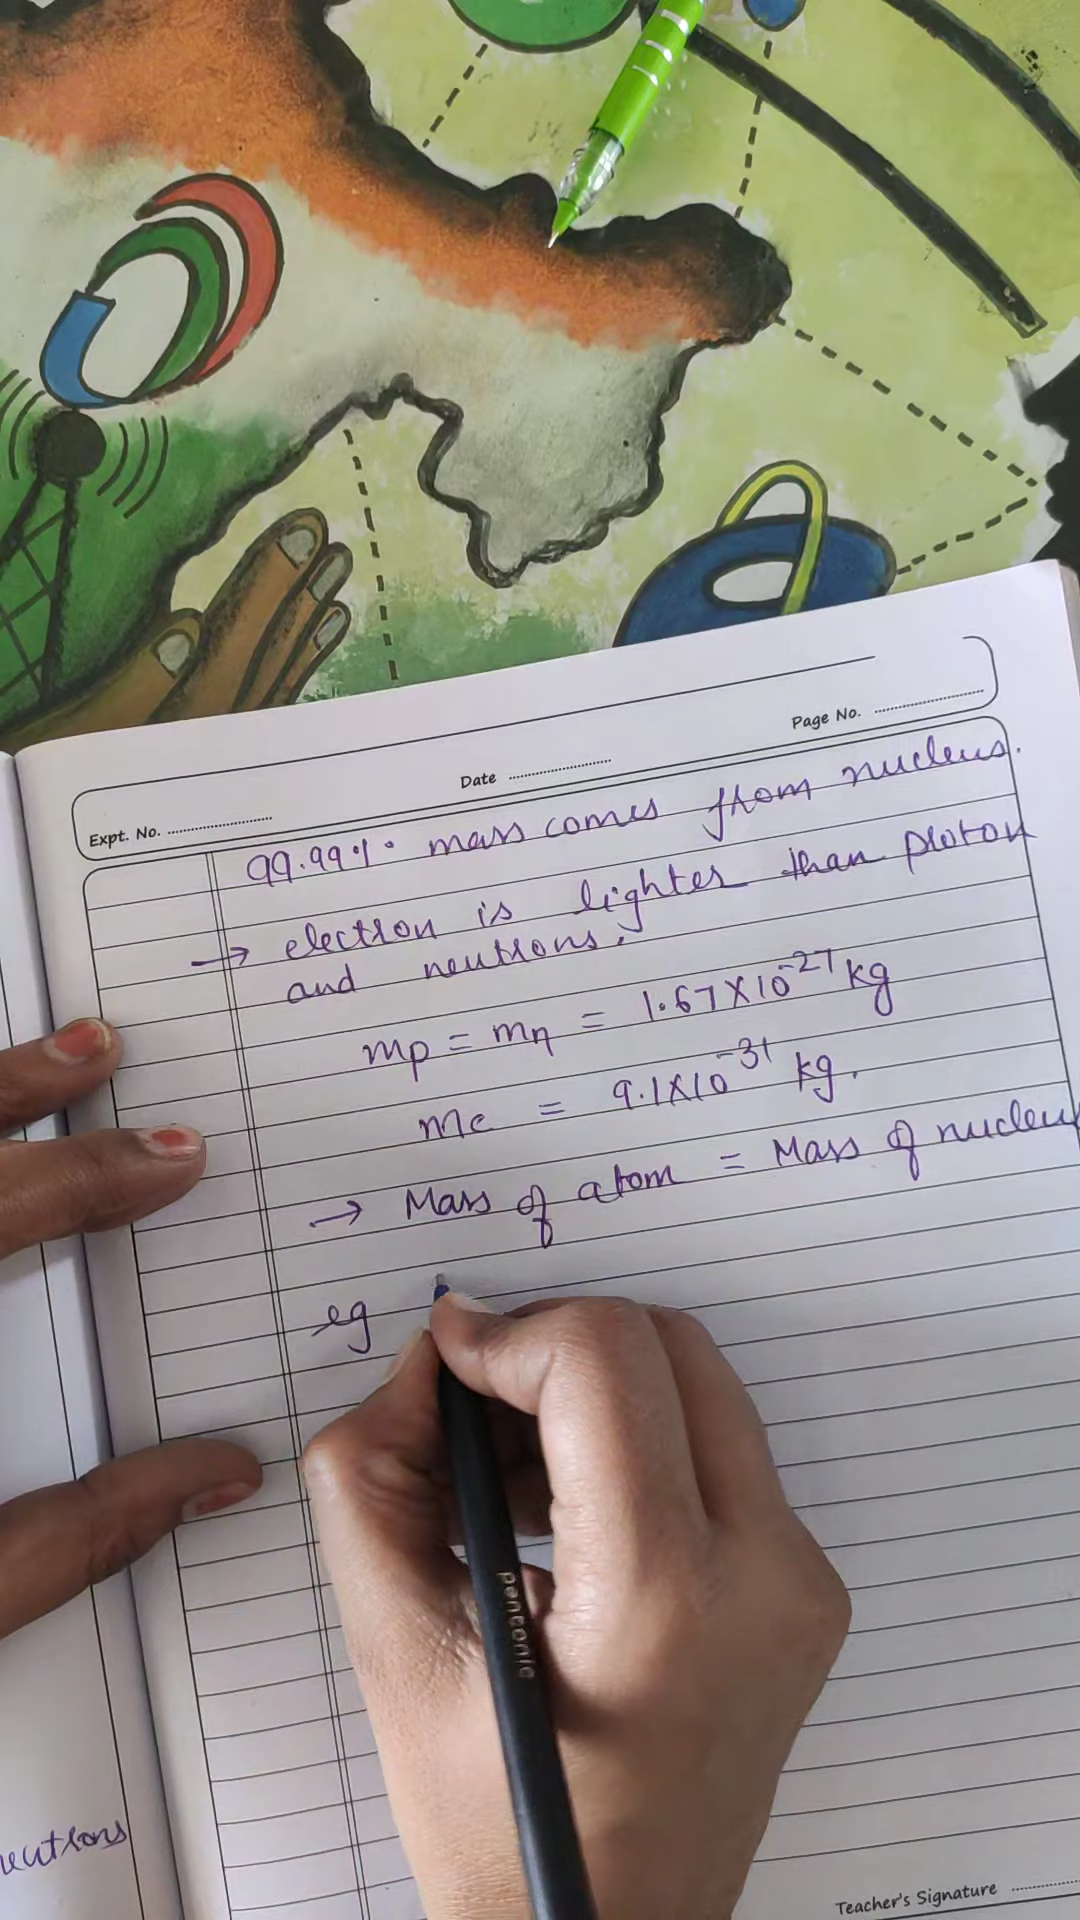 Page No.
Date
Expt. No.
99.99% mass comes from nucleus.
→ electron is lighter than proton
and neutrons.
mp = mn = 1.67×10⁻²⁷ kg
me = 9.1×10⁻³¹ kg.
→ Mass of atom = Mass of nucleus
eg
pentonic
neutrons
Teacher's Signature